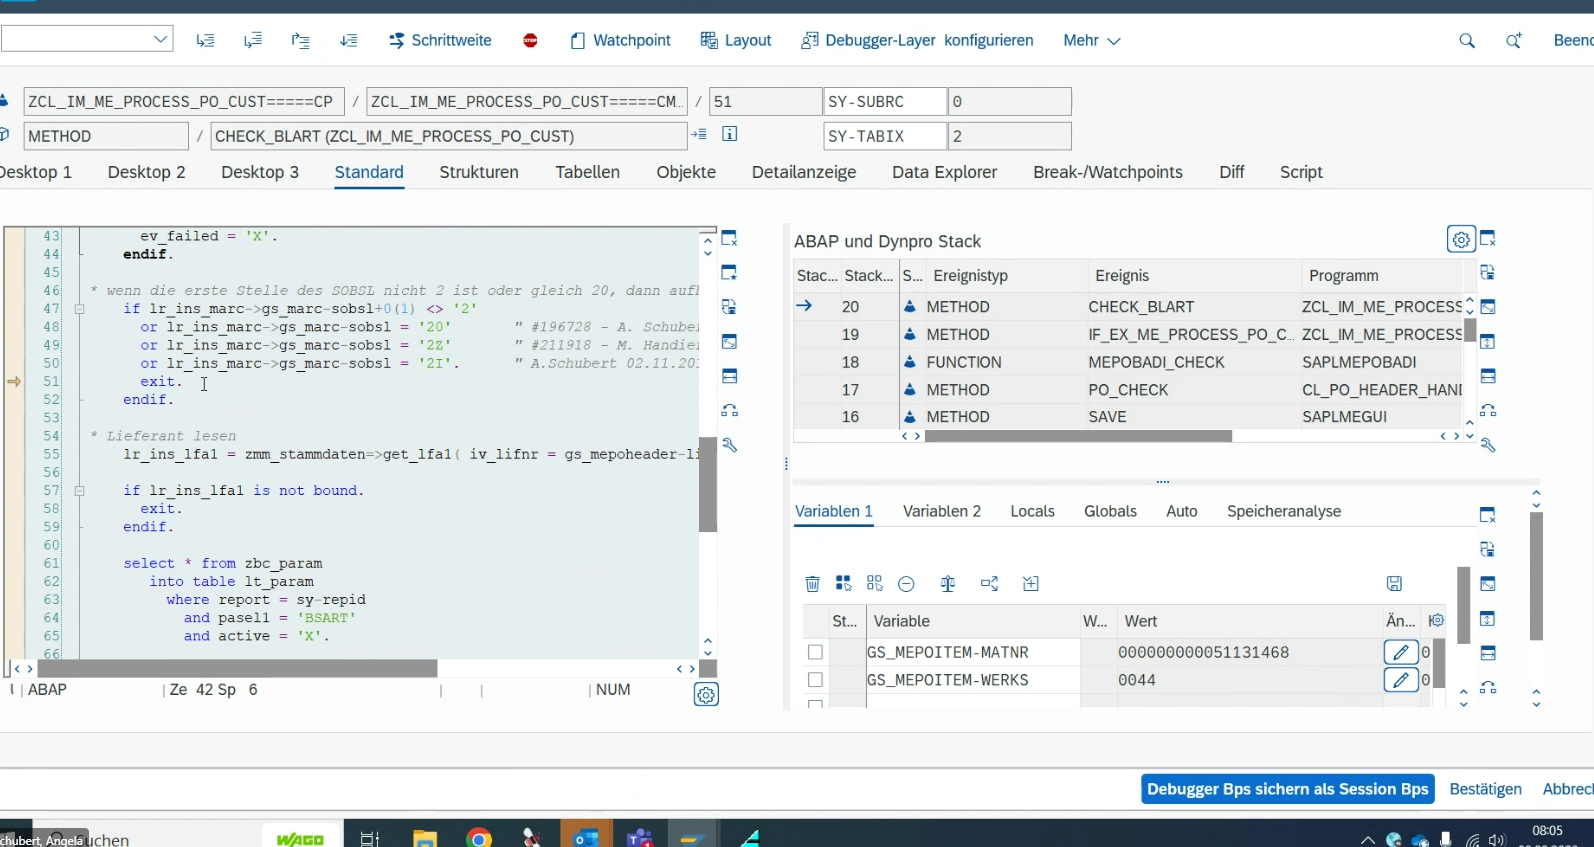 Schrittweite
STOP
Watchpoint
Layout
Debugger-Layer konfigurieren
Mehr
Beend
ZCL_IM_ME_PROCESS_PO_CUST=====CP / ZCL_IM_ME_PROCESS_PO_CUST=====CM... / 51 SY-SUBRC 0
METHOD / CHECK_BLART (ZCL_IM_ME_PROCESS_PO_CUST) SY-TABIX 2
Desktop 1 Desktop 2 Desktop 3 Standard Strukturen Tabellen Objekte Detailanzeige Data Explorer Break-/Watchpoints Diff Script
43 ev_failed = 'X'.
44 endif.
45
46 * wenn die erste Stelle des SOBSL nicht 2 ist oder gleich 20, dann aufh
47 if lr_ins_marc->gs_marc-sobsl+0(1) <> '2'
48 or lr_ins_marc->gs_marc-sobsl = '20' " #196728 - A. Schuber
49 or lr_ins_marc->gs_marc-sobsl = '2Z' " #211918 - M. Handie
50 or lr_ins_marc->gs_marc-sobsl = '2I'. " A.Schubert 02.11.20
51 exit.
52 endif.
53
54 * Lieferant lesen
55 lr_ins_lfa1 = zmm_stammdaten=>get_lfa1( iv_lifnr = gs_mepoheader-li
56
57 if lr_ins_lfa1 is not bound.
58 exit.
59 endif.
60
61 select * from zbc_param
62 into table lt_param
63 where report = sy-repid
64 and pasel1 = 'BSART'
65 and active = 'X'.
66
ABAP Ze 42 Sp 6 NUM
ABAP und Dynpro Stack
Stac... Stack... S... Ereignistyp Ereignis Programm
20 METHOD CHECK_BLART ZCL_IM_ME_PROCESS
19 METHOD IF_EX_ME_PROCESS_PO_C... ZCL_IM_ME_PROCESS
18 FUNCTION MEPOBADI_CHECK SAPLMEPOBADI
17 METHOD PO_CHECK CL_PO_HEADER_HANI
16 METHOD SAVE SAPLMEGUI
Variablen 1 Variablen 2 Locals Globals Auto Speicheranalyse
St... Variable W... Wert Än...
GS_MEPOITEM-MATNR 000000000051131468 0
GS_MEPOITEM-WERKS 0044 0
Debugger Bps sichern als Session Bps Bestätigen Abbrec
chubert, Angela
uchen
WAGO
08:05